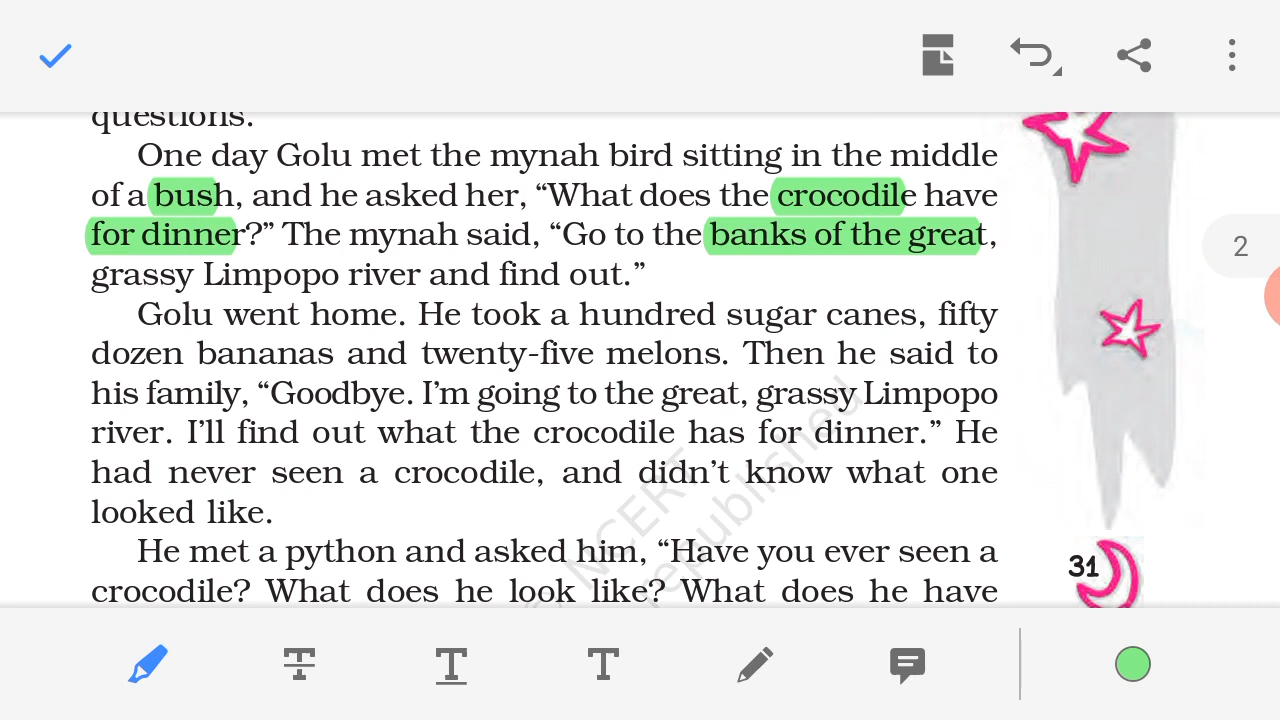 questions.
One day Golu met the mynah bird sitting in the middle
of a bush, and he asked her, “What does the crocodile have
for dinner?” The mynah said, “Go to the banks of the great,
grassy Limpopo river and find out.”
Golu went home. He took a hundred sugar canes, fifty
dozen bananas and twenty-five melons. Then he said to
his family, “Goodbye. I’m going to the great, grassy Limpopo
river. I’ll find out what the crocodile has for dinner.” He
had never seen a crocodile, and didn’t know what one
looked like.
He met a python and asked him, “Have you ever seen a
crocodile? What does he look like? What does he have
2
31
© NCERT
republished